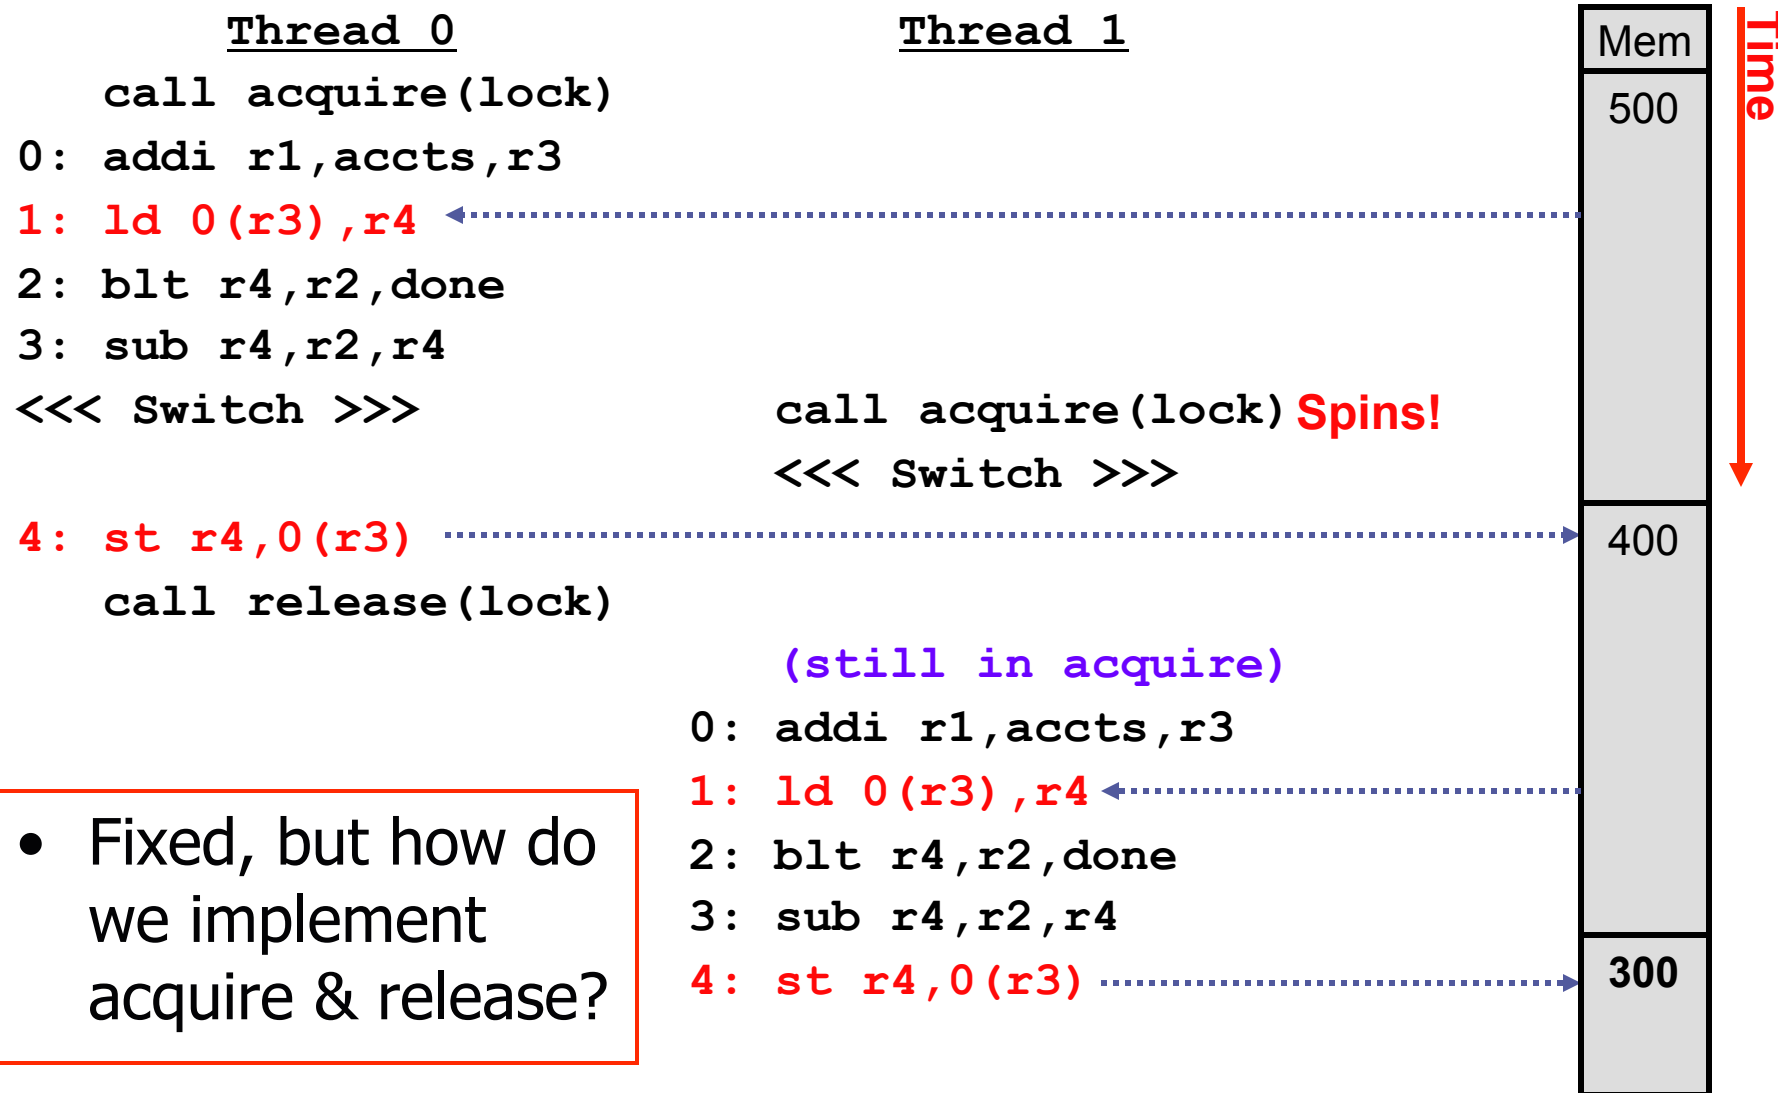 Thread 0
Thread 1
Mem
Time
call acquire(lock)
500
0: addi r1,accts,r3
1: ld 0(r3),r4
2: blt r4,r2,done
3: sub r4,r2,r4
<<< Switch >>>
call acquire(lock) Spins!
<<< Switch >>>
4: st r4,0(r3)
400
call release(lock)
(still in acquire)
0: addi r1,accts,r3
1: ld 0(r3),r4
2: blt r4,r2,done
3: sub r4,r2,r4
4: st r4,0(r3)
300
• Fixed, but how do
we implement
acquire & release?